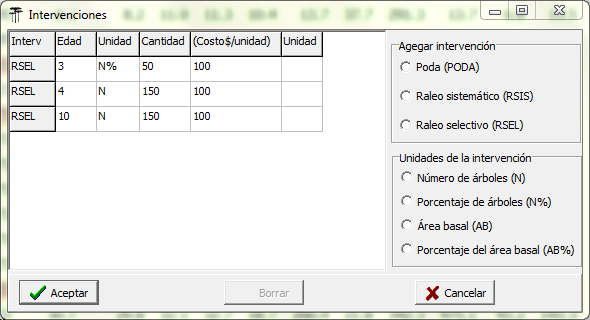 Intervenciones
Interv Edad Unidad Cantidad (Costo$/unidad) Unidad
RSEL 3 N% 50 100
RSEL 4 N 150 100
RSEL 10 N 150 100
Agegar intervención
Poda (PODA)
Raleo sistemático (RSIS)
Raleo selectivo (RSEL)
Unidades de la intervención
Número de árboles (N)
Porcentaje de árboles (N%)
Área basal (AB)
Porcentaje del área basal (AB%)
Aceptar Borrar Cancelar